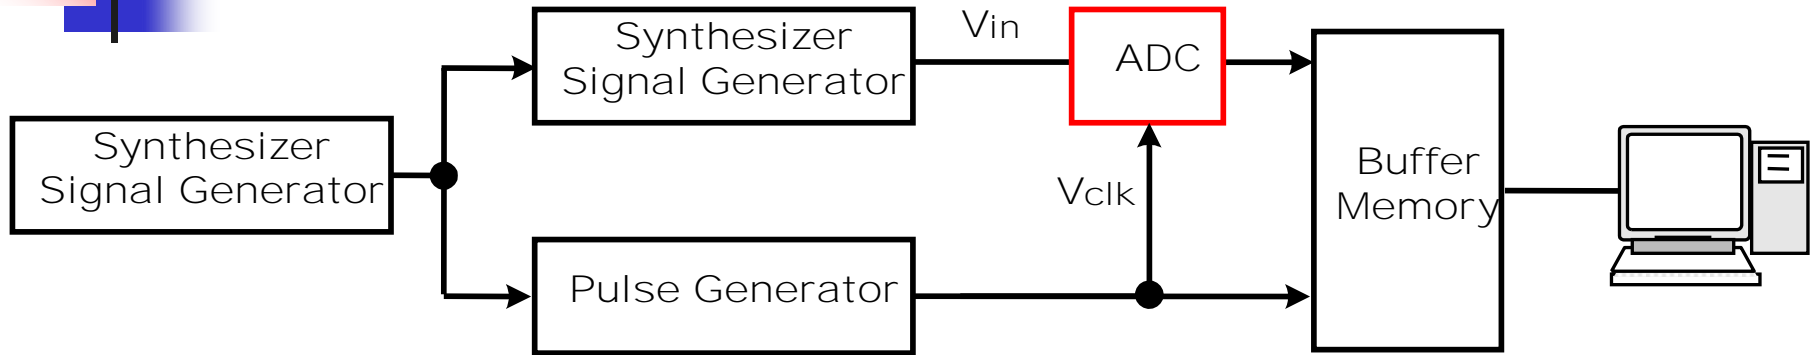 Synthesizer
Signal Generator
Synthesizer
Signal Generator
Vin
ADC
Vclk
Pulse Generator
Buffer
Memory